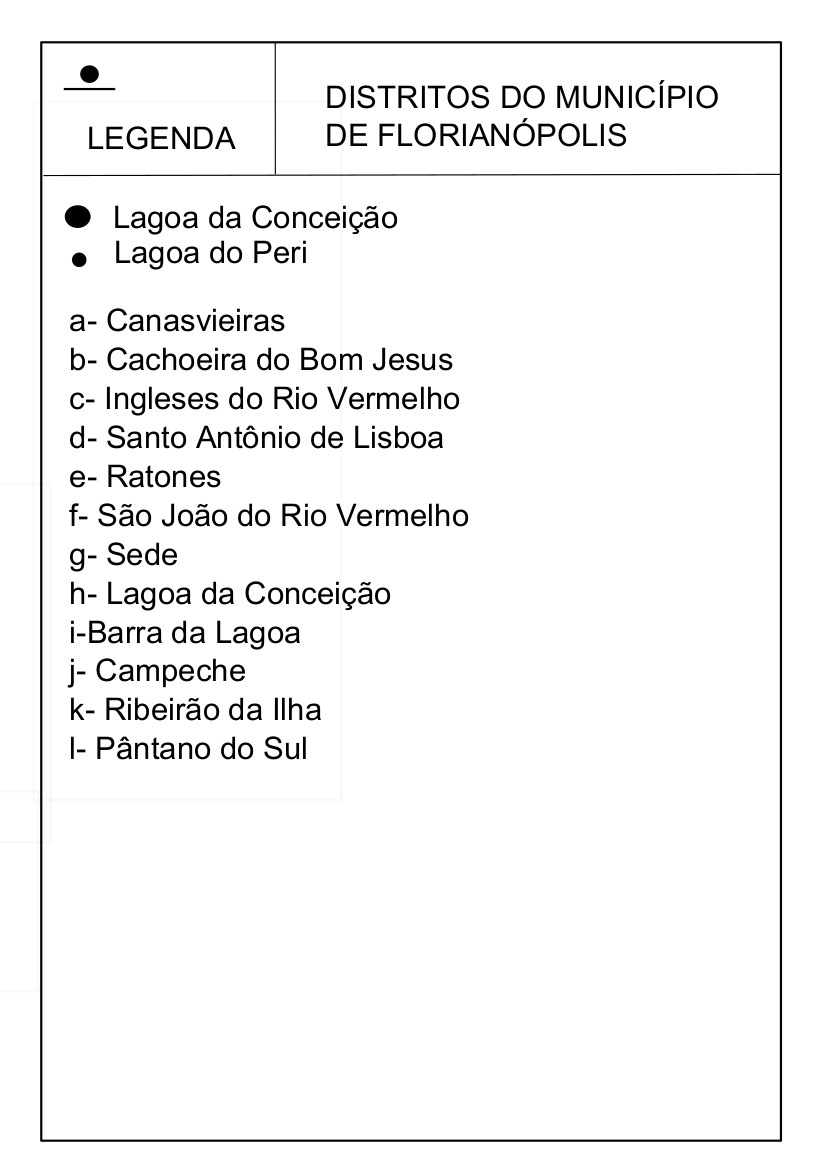 LEGENDA
DISTRITOS DO MUNICÍPIO
DE FLORIANÓPOLIS
Lagoa da Conceição
Lagoa do Peri
a- Canasvieiras
b- Cachoeira do Bom Jesus
c- Ingleses do Rio Vermelho
d- Santo Antônio de Lisboa
e- Ratones
f- São João do Rio Vermelho
g- Sede
h- Lagoa da Conceição
i-Barra da Lagoa
j- Campeche
k- Ribeirão da Ilha
l- Pântano do Sul